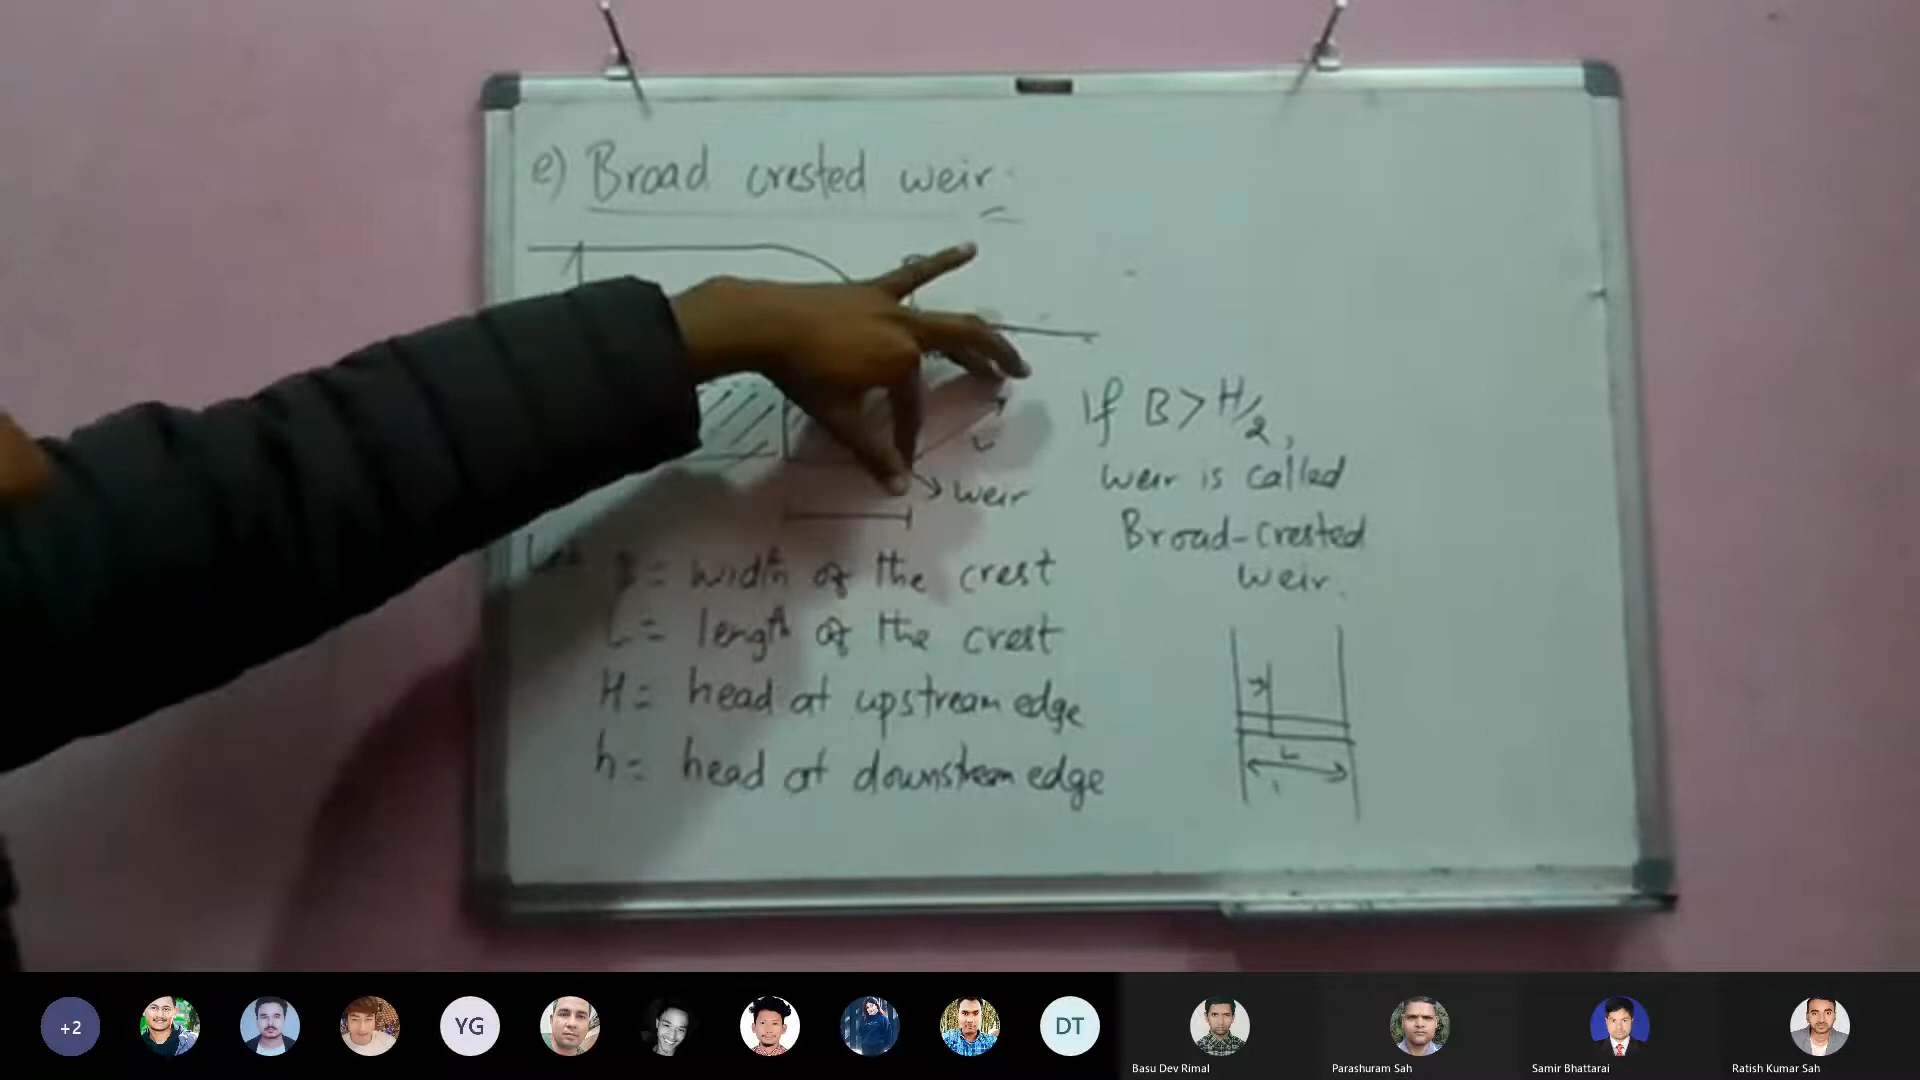 e) Broad crested weir
L
weir
If B > H/2,
weir is called
Broad-crested
weir.
Let B = width of the crest
L = length of the crest
H = head at upstream edge
h = head at downstream edge
L
+2
YG
DT
Basu Dev Rimal
Parashuram Sah
Samir Bhattarai
Ratish Kumar Sah